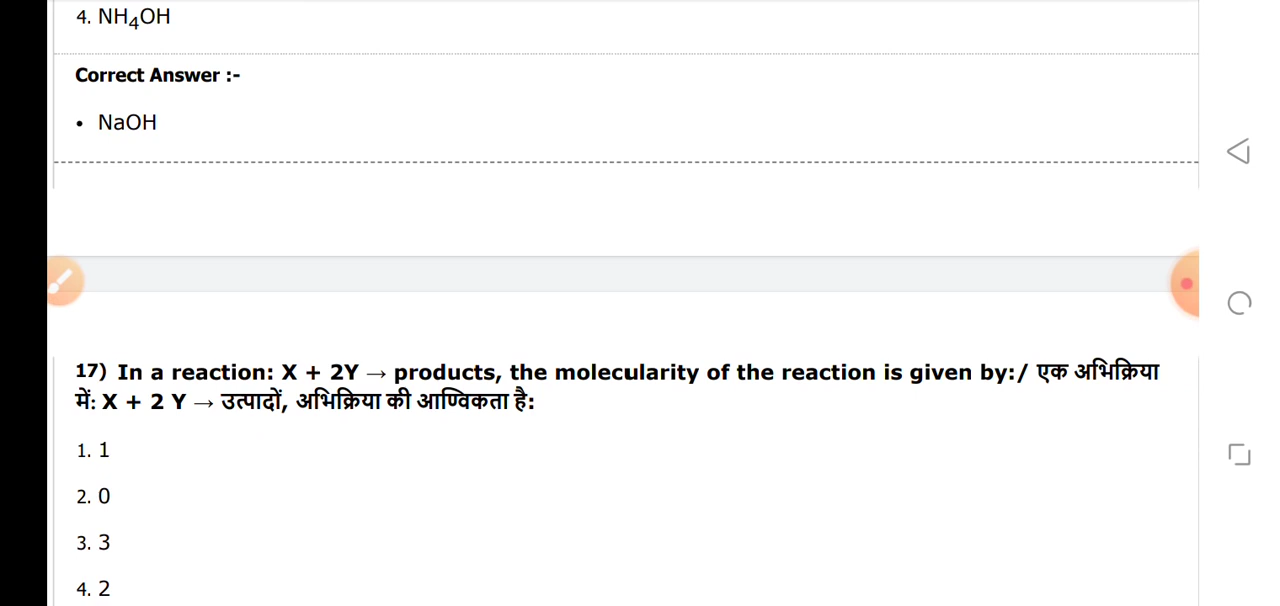 4. NH₄OH
Correct Answer :-
• NaOH
17) In a reaction: X + 2Y → products, the molecularity of the reaction is given by:/ एक अभिक्रिया
में: X + 2 Y → उत्पादों, अभिक्रिया की आण्विकता है:
1. 1
2. 0
3. 3
4. 2